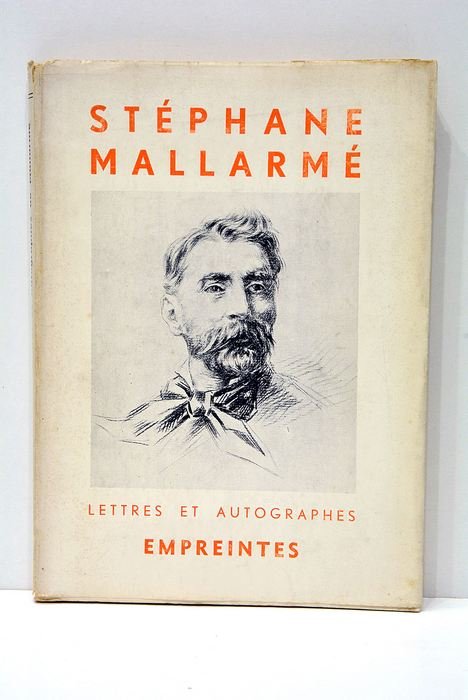 STÉPHANE
MALLARMÉ
LETTRES ET AUTOGRAPHES
EMPREINTES